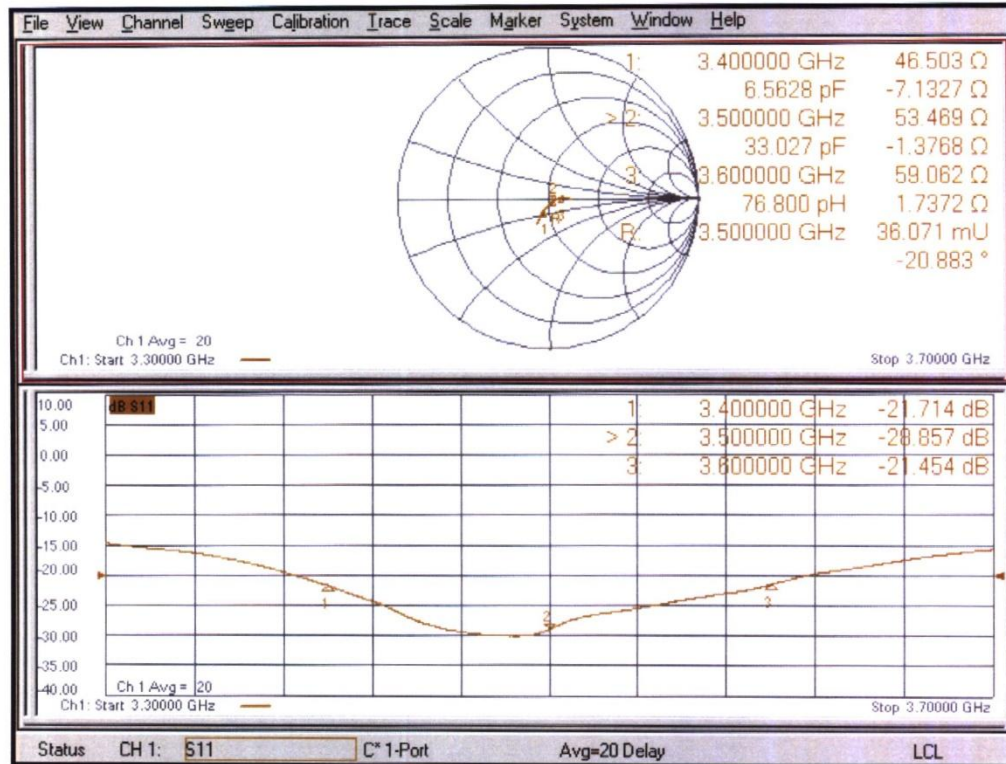 File View Channel Sweep Calibration Trace Scale Marker System Window Help
1: 3.400000 GHz 46.503 Ω
6.5628 pF -7.1327 Ω
> 2: 3.500000 GHz 53.469 Ω
33.027 pF -1.3768 Ω
3: 3.600000 GHz 59.062 Ω
76.800 pH 1.7372 Ω
R: 3.500000 GHz 36.071 mU
-20.883 °
2
1
Ch 1 Avg = 20
Ch1: Start 3.30000 GHz
Stop 3.70000 GHz
dB S11
1: 3.400000 GHz -21.714 dB
> 2: 3.500000 GHz -28.857 dB
3: 3.600000 GHz -21.454 dB
10.00
5.00
0.00
-5.00
-10.00
-15.00
-20.00
-25.00
-30.00
-35.00
-40.00
1
2
3
Ch 1 Avg = 20
Ch1: Start 3.30000 GHz
Stop 3.70000 GHz
Status CH 1: S11 C* 1-Port Avg=20 Delay LCL